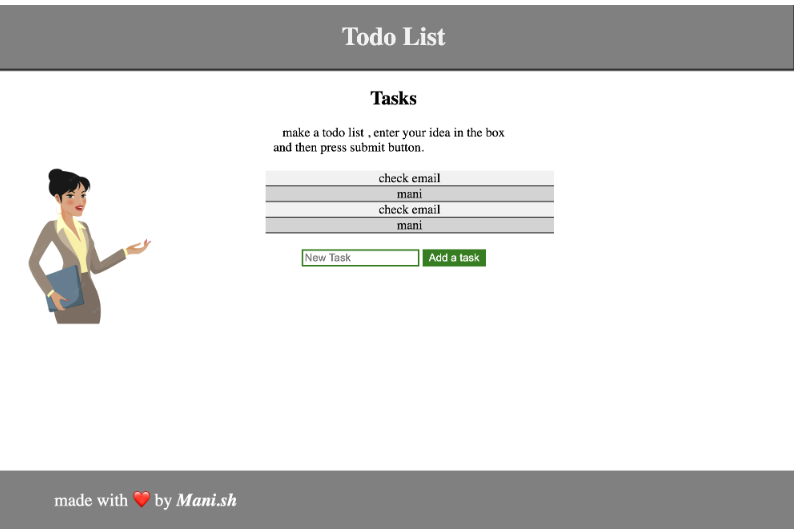 Todo List
Tasks
make a todo list , enter your idea in the box
and then press submit button.
check email
mani
check email
mani
New Task Add a task
made with ❤️ by Mani.sh